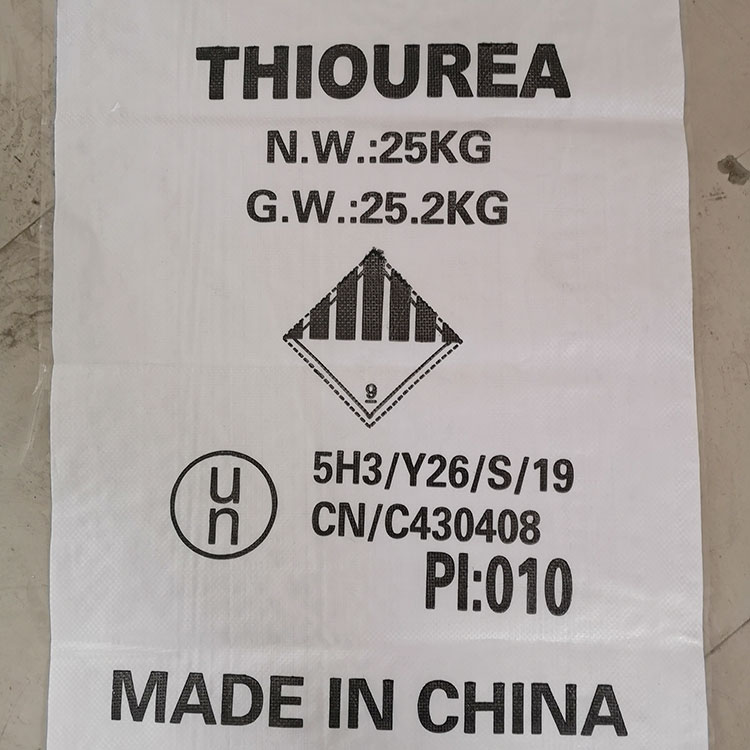 THIOUREA
N.W.:25KG
G.W.:25.2KG
9
un
5H3/Y26/S/19
CN/C430408
PI:010
MADE IN CHINA